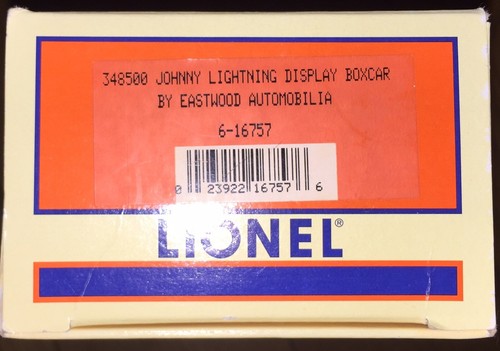 348500 JOHNNY LIGHTNING DISPLAY BOXCAR
BY EASTWOOD AUTOMOBILIA
6-16757
0 23922 16757 6
LIONEL®